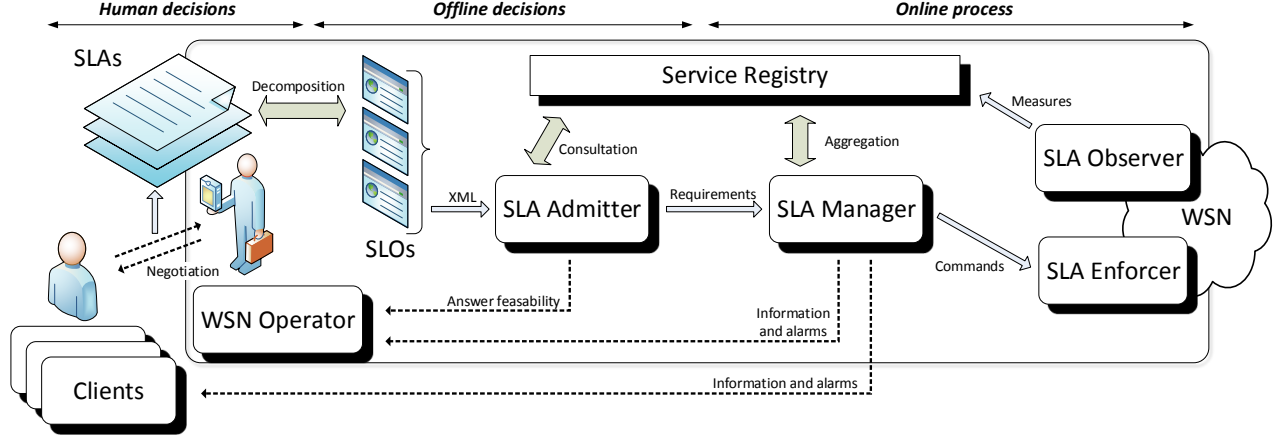 Human decisions
Offline decisions
Online process
SLAs
Decomposition
Service Registry
Measures
Consultation
Aggregation
SLA Observer
XML
SLA Admitter
Requirements
SLA Manager
WSN
SLOs
Negotiation
Commands
SLA Enforcer
Answer feasability
WSN Operator
Information
and alarms
Information and alarms
Clients